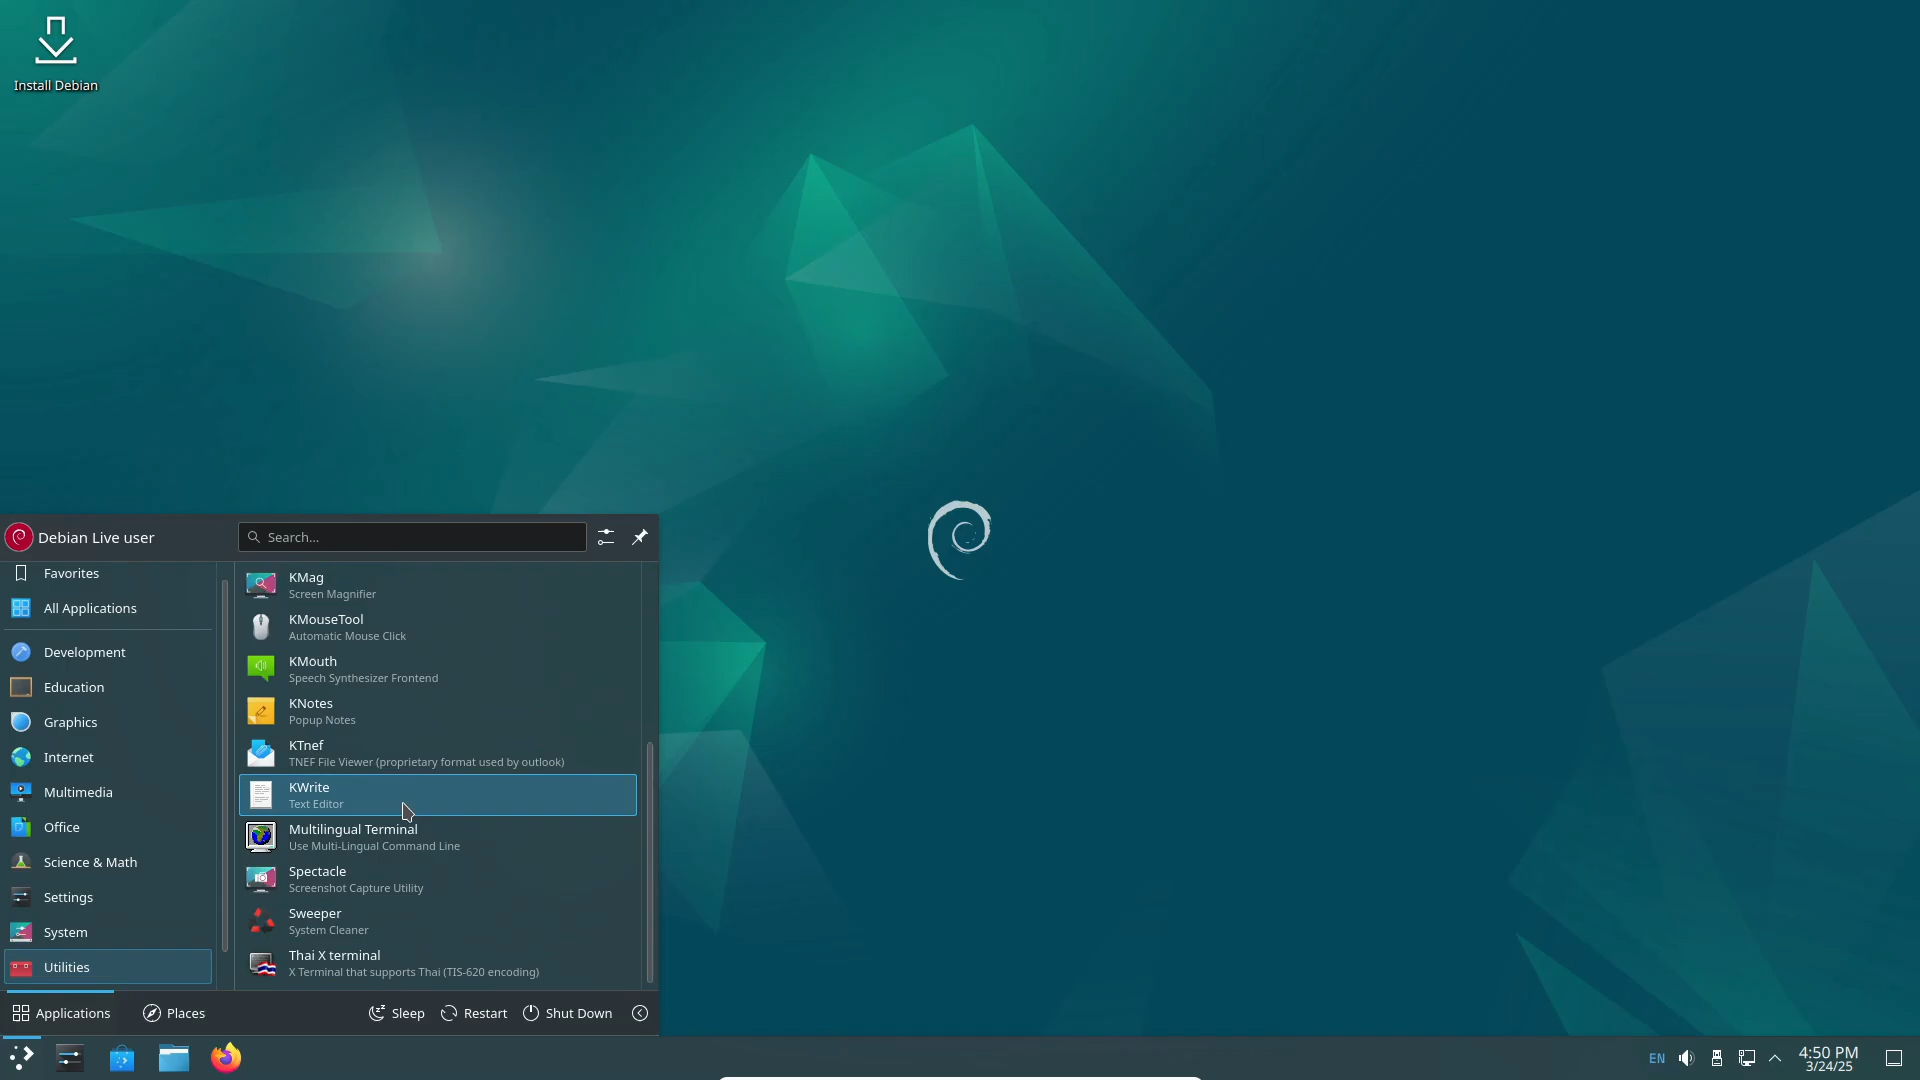 Install Debian
Debian Live user
Search...
Favorites
All Applications
Development
Education
Graphics
Internet
Multimedia
Office
Science & Math
Settings
System
Utilities
KMag
Screen Magnifier
KMouseTool
Automatic Mouse Click
KMouth
Speech Synthesizer Frontend
KNotes
Popup Notes
KTnef
TNEF File Viewer (proprietary format used by outlook)
KWrite
Text Editor
Multilingual Terminal
Use Multi-Lingual Command Line
Spectacle
Screenshot Capture Utility
Sweeper
System Cleaner
Thai X terminal
X Terminal that supports Thai (TIS-620 encoding)
Applications Places Sleep Restart Shut Down
EN 4:50 PM
3/24/25